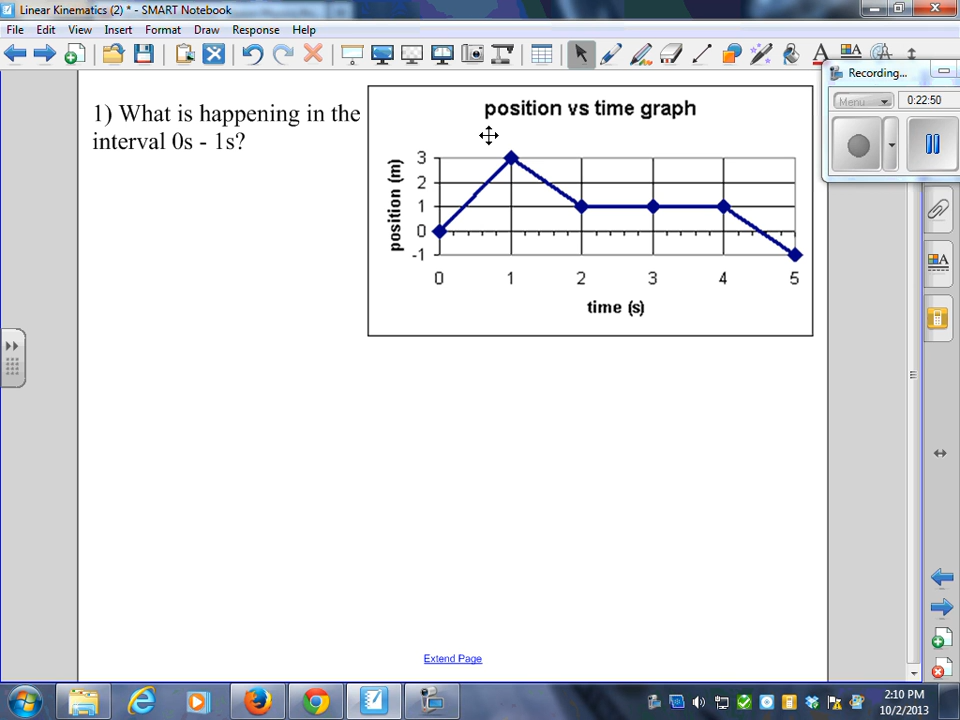 Linear Kinematics (2) * - SMART Notebook
File Edit View Insert Format Draw Response Help
Recording...
Menu
0:22:50
1) What is happening in the
interval 0s - 1s?
position vs time graph
position (m)
3
2
1
0
-1
0 1 2 3 4 5
time (s)
Extend Page
2:10 PM
10/2/2013